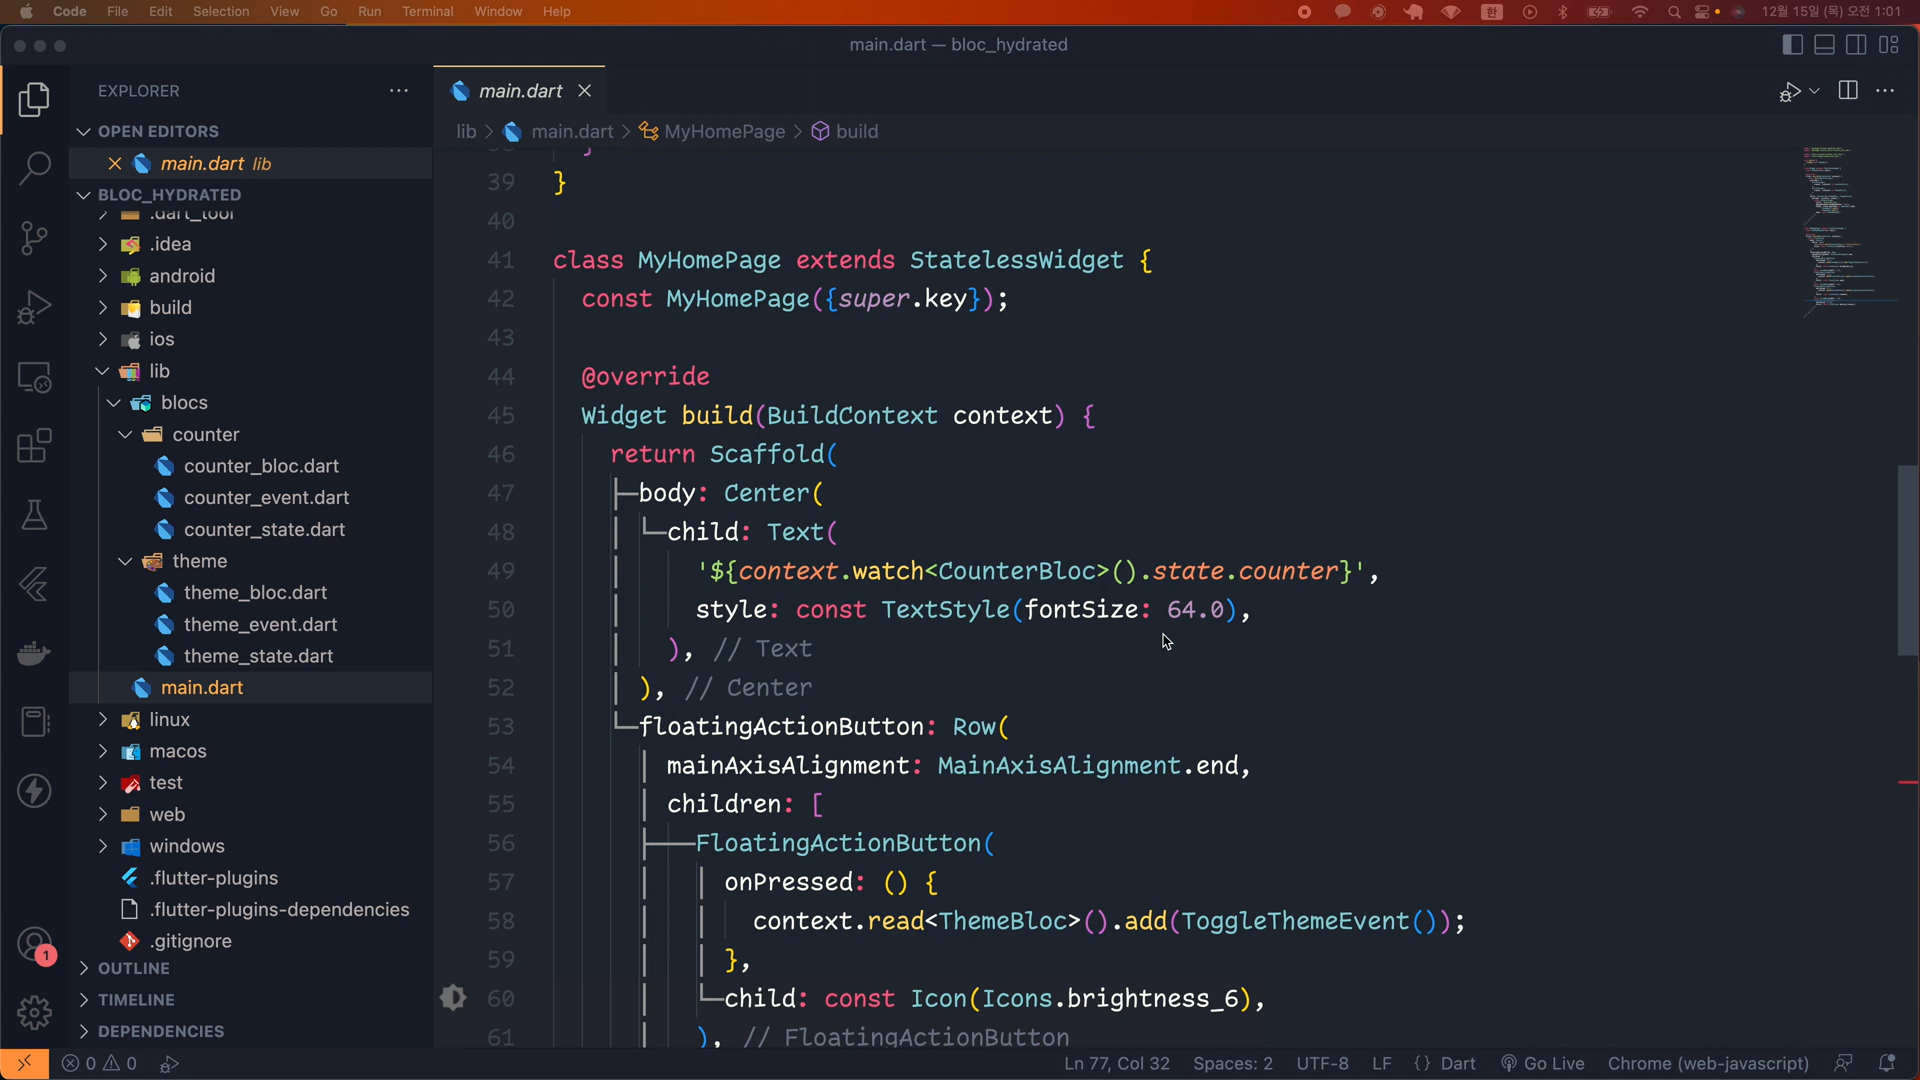 Code File Edit Selection View Go Run Terminal Window Help 한 12월 15일 (목) 오전 1:01
main.dart — bloc_hydrated
EXPLORER
main.dart
OPEN EDITORS
lib > main.dart > MyHomePage > build
main.dart lib
BLOC_HYDRATED
.dart_tool
.idea
android
build
ios
lib
blocs
counter
counter_bloc.dart
counter_event.dart
counter_state.dart
theme
theme_bloc.dart
theme_event.dart
theme_state.dart
main.dart
linux
macos
test
web
windows
.flutter-plugins
.flutter-plugins-dependencies
.gitignore
OUTLINE
TIMELINE
DEPENDENCIES
1
38 }
39 }
40
41 class MyHomePage extends StatelessWidget {
42 const MyHomePage({super.key});
43
44 @override
45 Widget build(BuildContext context) {
46 return Scaffold(
47 body: Center(
48 child: Text(
49 '${context.watch<CounterBloc>().state.counter}',
50 style: const TextStyle(fontSize: 64.0),
51 ), // Text
52 ), // Center
53 floatingActionButton: Row(
54 mainAxisAlignment: MainAxisAlignment.end,
55 children: [
56 FloatingActionButton(
57 onPressed: () {
58 context.read<ThemeBloc>().add(ToggleThemeEvent());
59 },
60 child: const Icon(Icons.brightness_6),
61 ), // FloatingActionButton
0 0 Ln 77, Col 32 Spaces: 2 UTF-8 LF {} Dart Go Live Chrome (web-javascript)